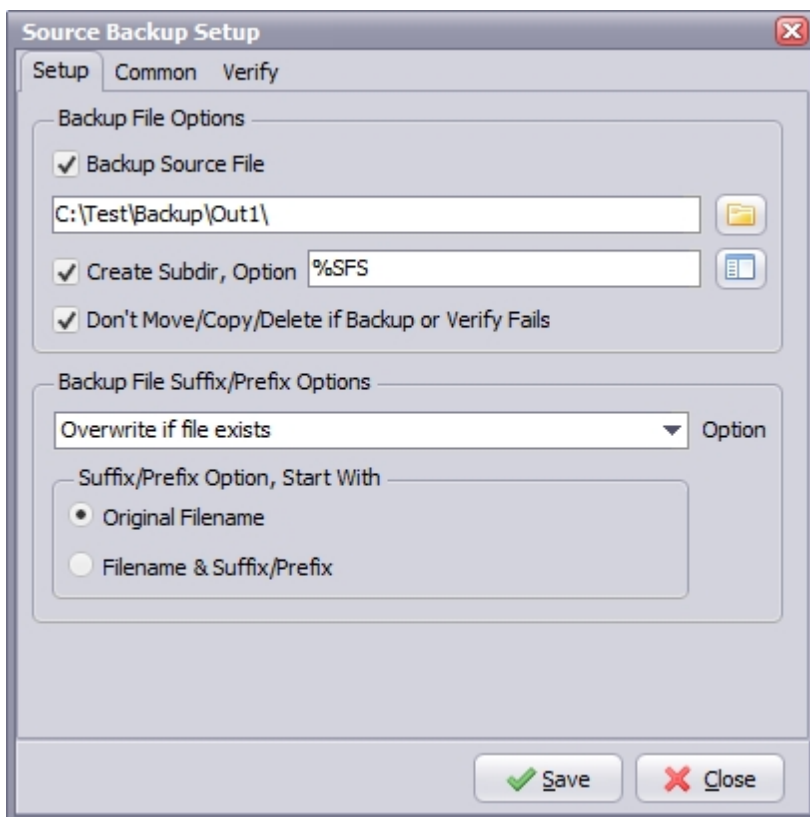 Source Backup Setup
Setup Common Verify
Backup File Options
Backup Source File
C:\Test\Backup\Out1\
Create Subdir, Option %SFS
Don't Move/Copy/Delete if Backup or Verify Fails
Backup File Suffix/Prefix Options
Overwrite if file exists Option
Suffix/Prefix Option, Start With
Original Filename
Filename & Suffix/Prefix
Save Close